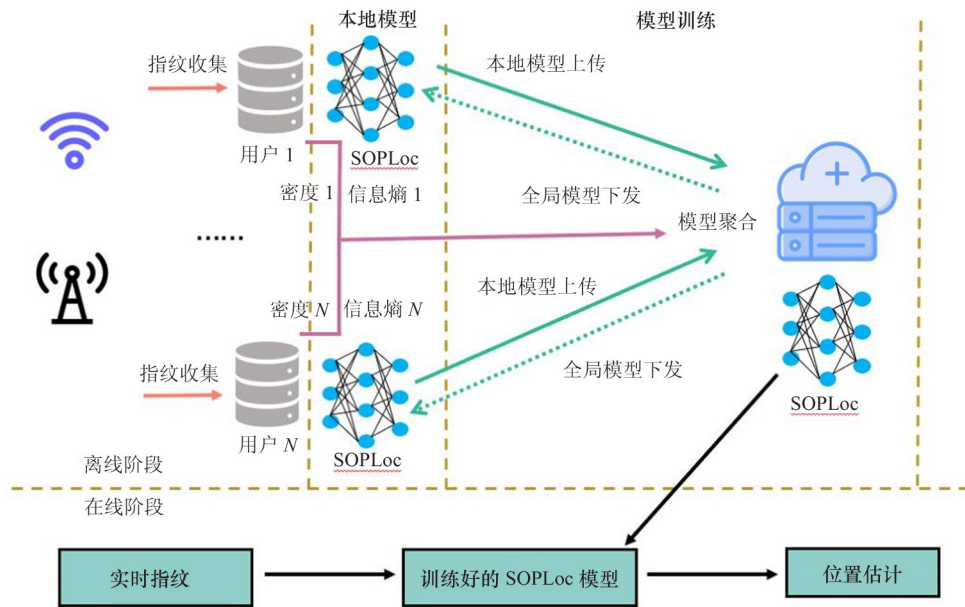 本地模型
模型训练
指纹收集
本地模型上传
用户 1
SOPLoc
密度 1
信息熵 1
全局模型下发
模型聚合
……
本地模型上传
密度 N
信息熵 N
指纹收集
全局模型下发
SOPLoc
用户 N
SOPLoc
离线阶段
在线阶段
实时指纹
训练好的 SOPLoc 模型
位置估计